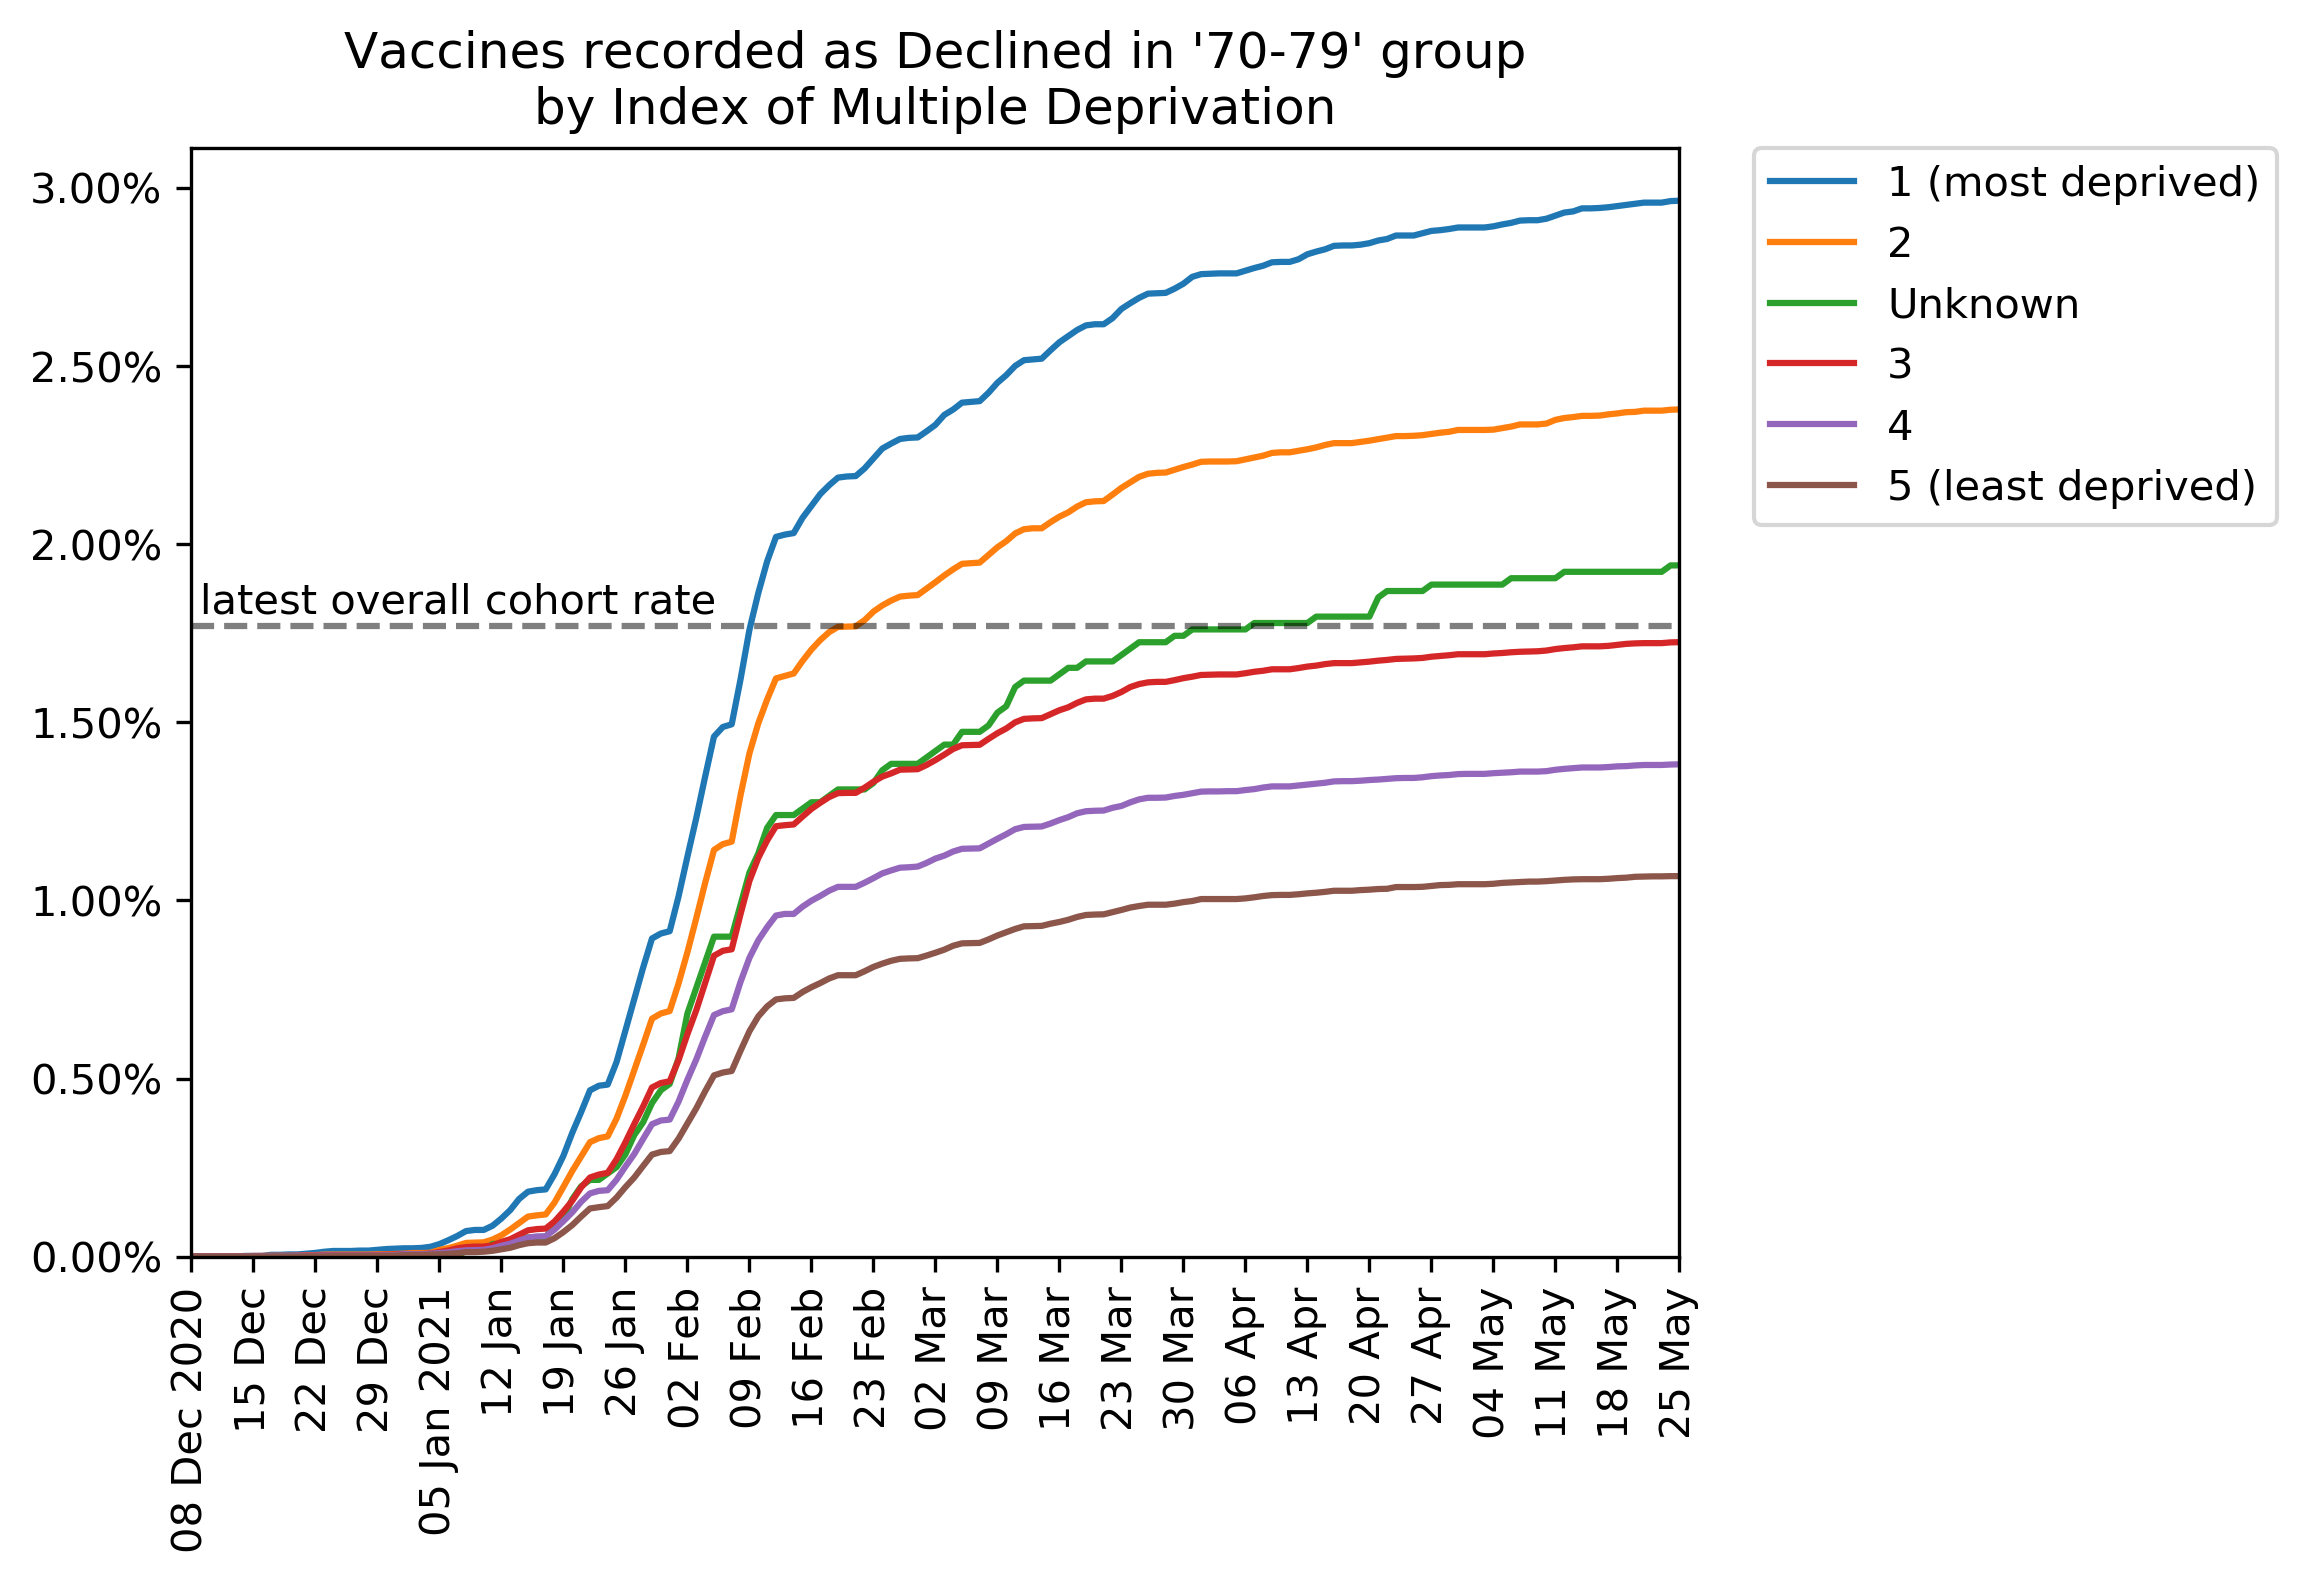 Vaccines recorded as Declined in '70-79' group
by Index of Multiple Deprivation
3.00%
2.50%
2.00%
1.50%
1.00%
0.50%
0.00%
latest overall cohort rate
08 Dec 2020
15 Dec
22 Dec
29 Dec
05 Jan 2021
12 Jan
19 Jan
26 Jan
02 Feb
09 Feb
16 Feb
23 Feb
02 Mar
09 Mar
16 Mar
23 Mar
30 Mar
06 Apr
13 Apr
20 Apr
27 Apr
04 May
11 May
18 May
25 May
1 (most deprived)
2
Unknown
3
4
5 (least deprived)